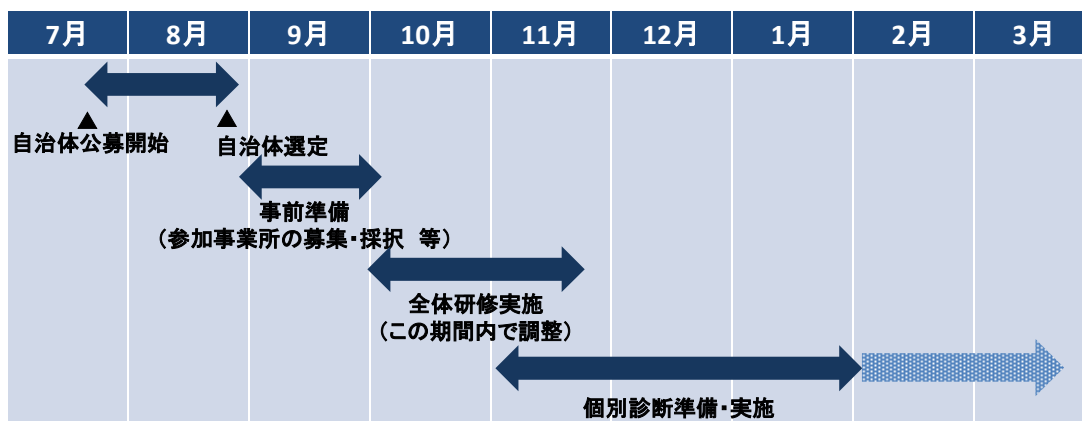 7月 8月 9月 10月 11月 12月 1月 2月 3月
▲ ▲
自治体公募開始 自治体選定
事前準備
（参加事業所の募集・採択　等）
全体研修実施
（この期間内で調整）
個別診断準備・実施